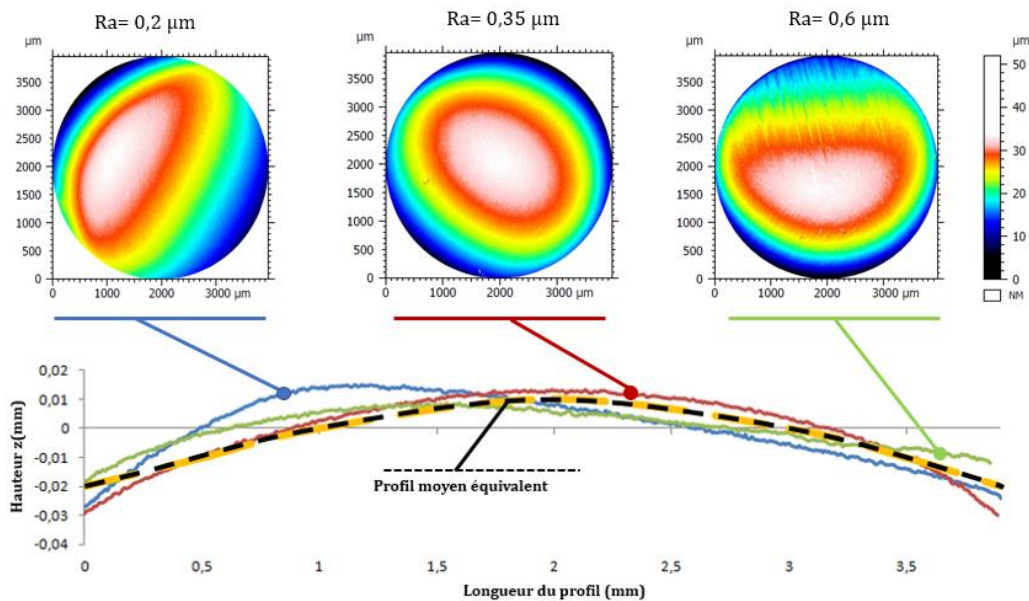 Ra= 0,2 µm
Ra= 0,35 µm
Ra= 0,6 µm
µm
3500
3000
2500
2000
1500
1000
500
0
0 1000 2000 3000 µm
µm
3500
3000
2500
2000
1500
1000
500
0
0 1000 2000 3000 µm
µm
3500
3000
2500
2000
1500
1000
500
0
0 1000 2000 3000 µm
µm
50
40
30
20
10
0
NM
Hauteur z(mm)
0,02
0,01
0
-0,01
-0,02
-0,03
-0,04
Profil moyen équivalent
0 0,5 1 1,5 2 2,5 3 3,5
Longueur du profil (mm)